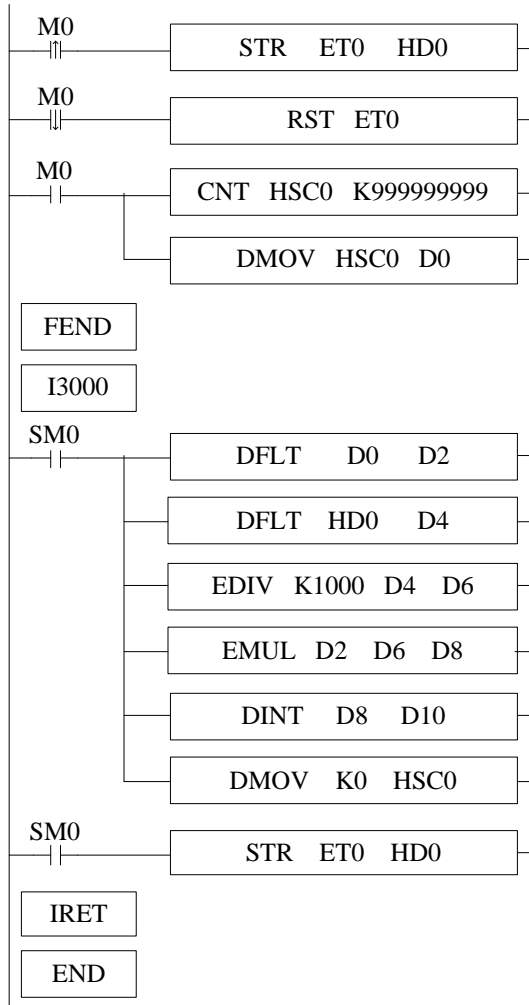 M0
STR ET0 HD0
M0
RST ET0
M0
CNT HSC0 K999999999
DMOV HSC0 D0
FEND
I3000
SM0
DFLT D0 D2
DFLT HD0 D4
EDIV K1000 D4 D6
EMUL D2 D6 D8
DINT D8 D10
DMOV K0 HSC0
SM0
STR ET0 HD0
IRET
END